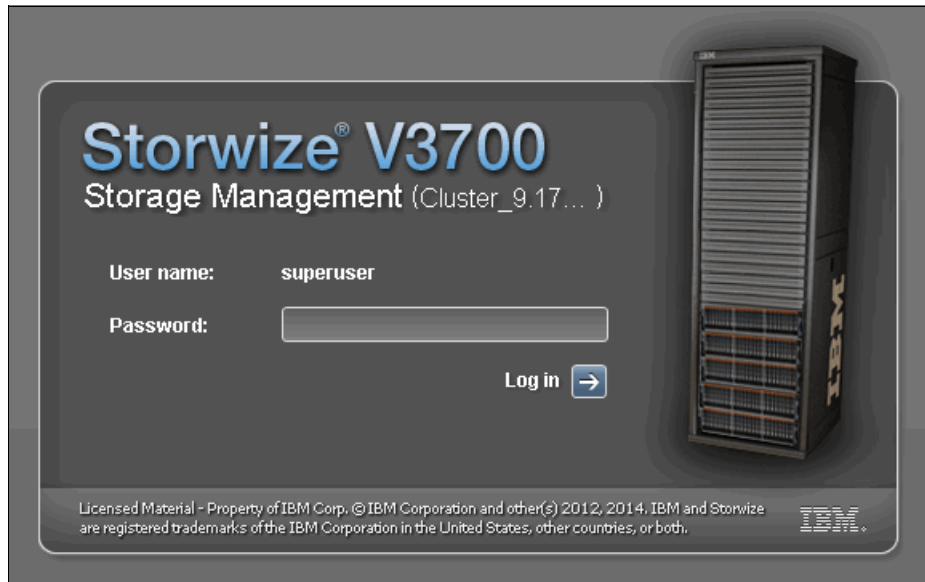 IBM
Storwize® V3700
Storage Management (Cluster_9.17... )
User name: superuser
Password:
Log in
IBM
Licensed Material - Property of IBM Corp. © IBM Corporation and other(s) 2012, 2014. IBM and Storwize
are registered trademarks of the IBM Corporation in the United States, other countries, or both.
IBM.